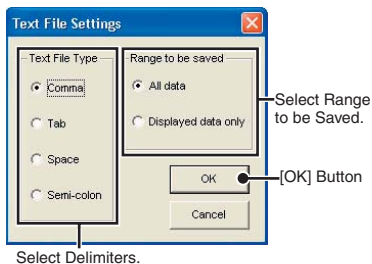 Text File Settings
Text File Type
Comma
Tab
Space
Semi-colon
Range to be saved
All data
Displayed data only
OK
Cancel
Select Range
to be Saved.
[OK] Button
Select Delimiters.